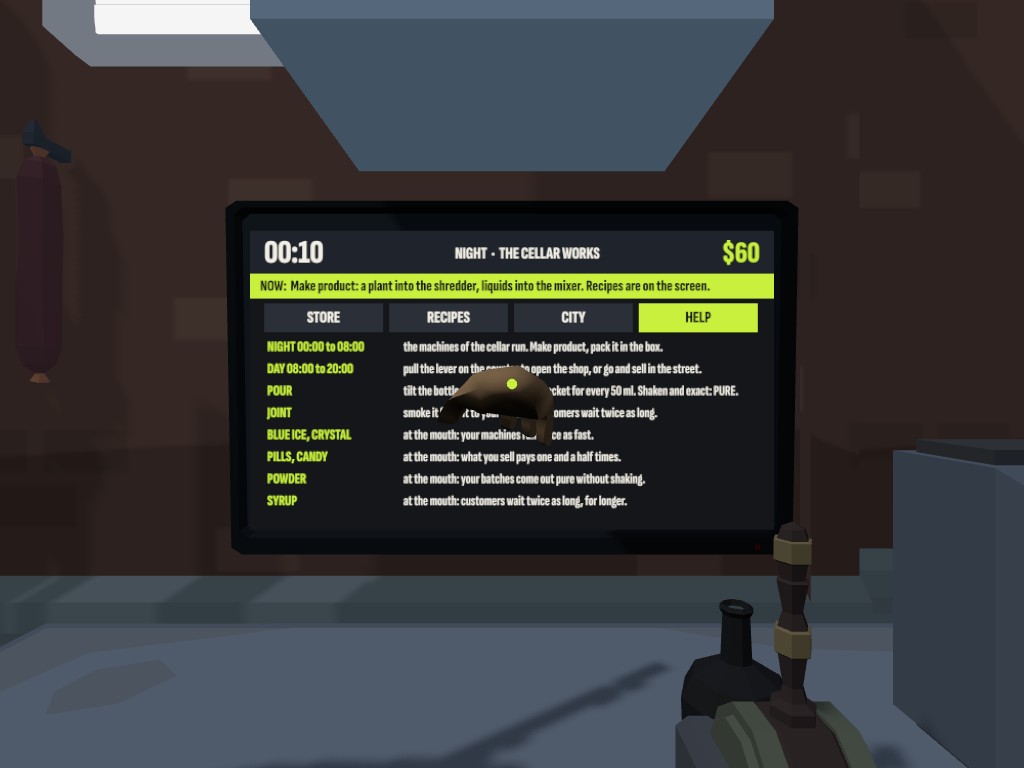 00:10 NIGHT · THE CELLAR WORKS $60
NOW: Make product: a plant into the shredder, liquids into the mixer. Recipes are on the screen.
STORE RECIPES CITY HELP
NIGHT 00:00 to 08:00 the machines of the cellar run. Make product, pack it in the box.
DAY 08:00 to 20:00 pull the lever on the to open the shop, or go and sell in the street.
POUR tilt the for every 50 ml. Shaken and exact: PURE.
JOINT smoke it wait twice as long.
BLUE ICE, CRYSTAL at the mouth: your machines as fast.
PILLS, CANDY at the mouth: what you sell pays one and a half times.
POWDER at the mouth: your batches come out pure without shaking.
SYRUP at the mouth: customers wait twice as long, for longer.